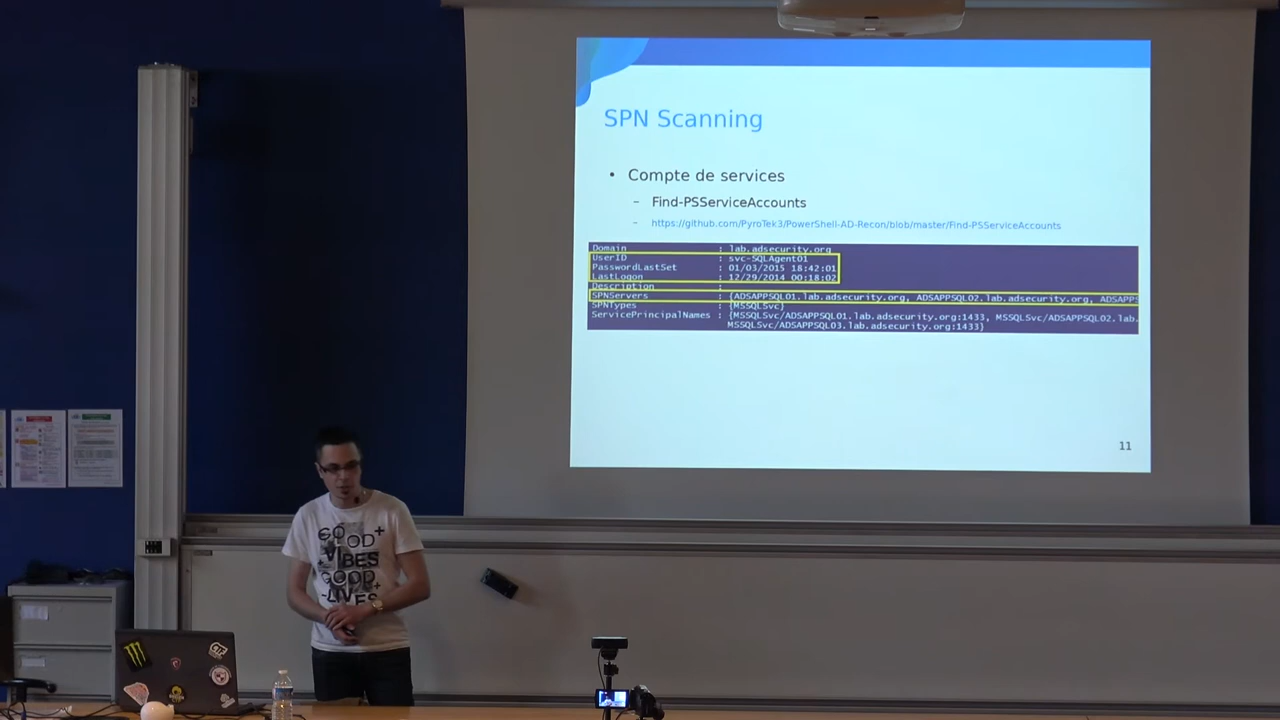 SPN Scanning
• Compte de services
– Find-PSServiceAccounts
– https://github.com/PyroTek3/PowerShell-AD-Recon/blob/master/Find-PSServiceAccounts
Domain : lab.adsecurity.org
UserID : svc-SQLAgent01
PasswordLastSet : 01/03/2015 18:42:01
LastLogon : 12/29/2014 00:18:02
Description :
SPNServers : {ADSAPPSQL01.lab.adsecurity.org, ADSAPPSQL02.lab.adsecurity.org, ADSAPPS
SPNTypes : {MSSQLSvc}
ServicePrincipalNames : {MSSQLSvc/ADSAPPSQL01.lab.adsecurity.org:1433, MSSQLSvc/ADSAPPSQL02.lab.
MSSQLSvc/ADSAPPSQL03.lab.adsecurity.org:1433}
11
GOOD+
VIBES
GOOD
-LIVES